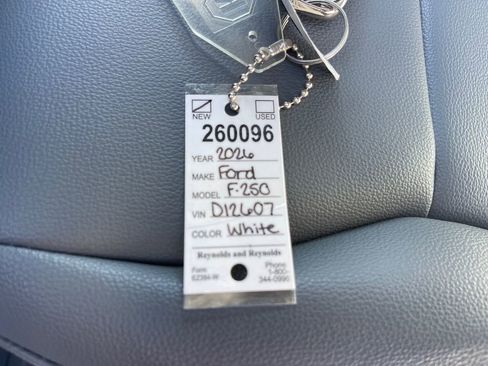 NEW USED
260096
YEAR 2026
MAKE Ford
MODEL F-250
VIN D12607
COLOR White
Reynolds and Reynolds
Form Phone
62384-W 1-800-
344-0996